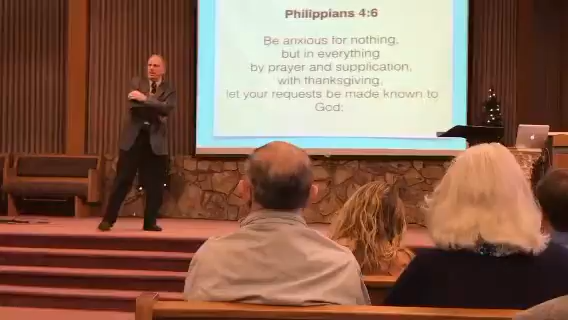 Philippians 4:6
Be anxious for nothing,
but in everything
by prayer and supplication,
with thanksgiving,
let your requests be made known to
God;